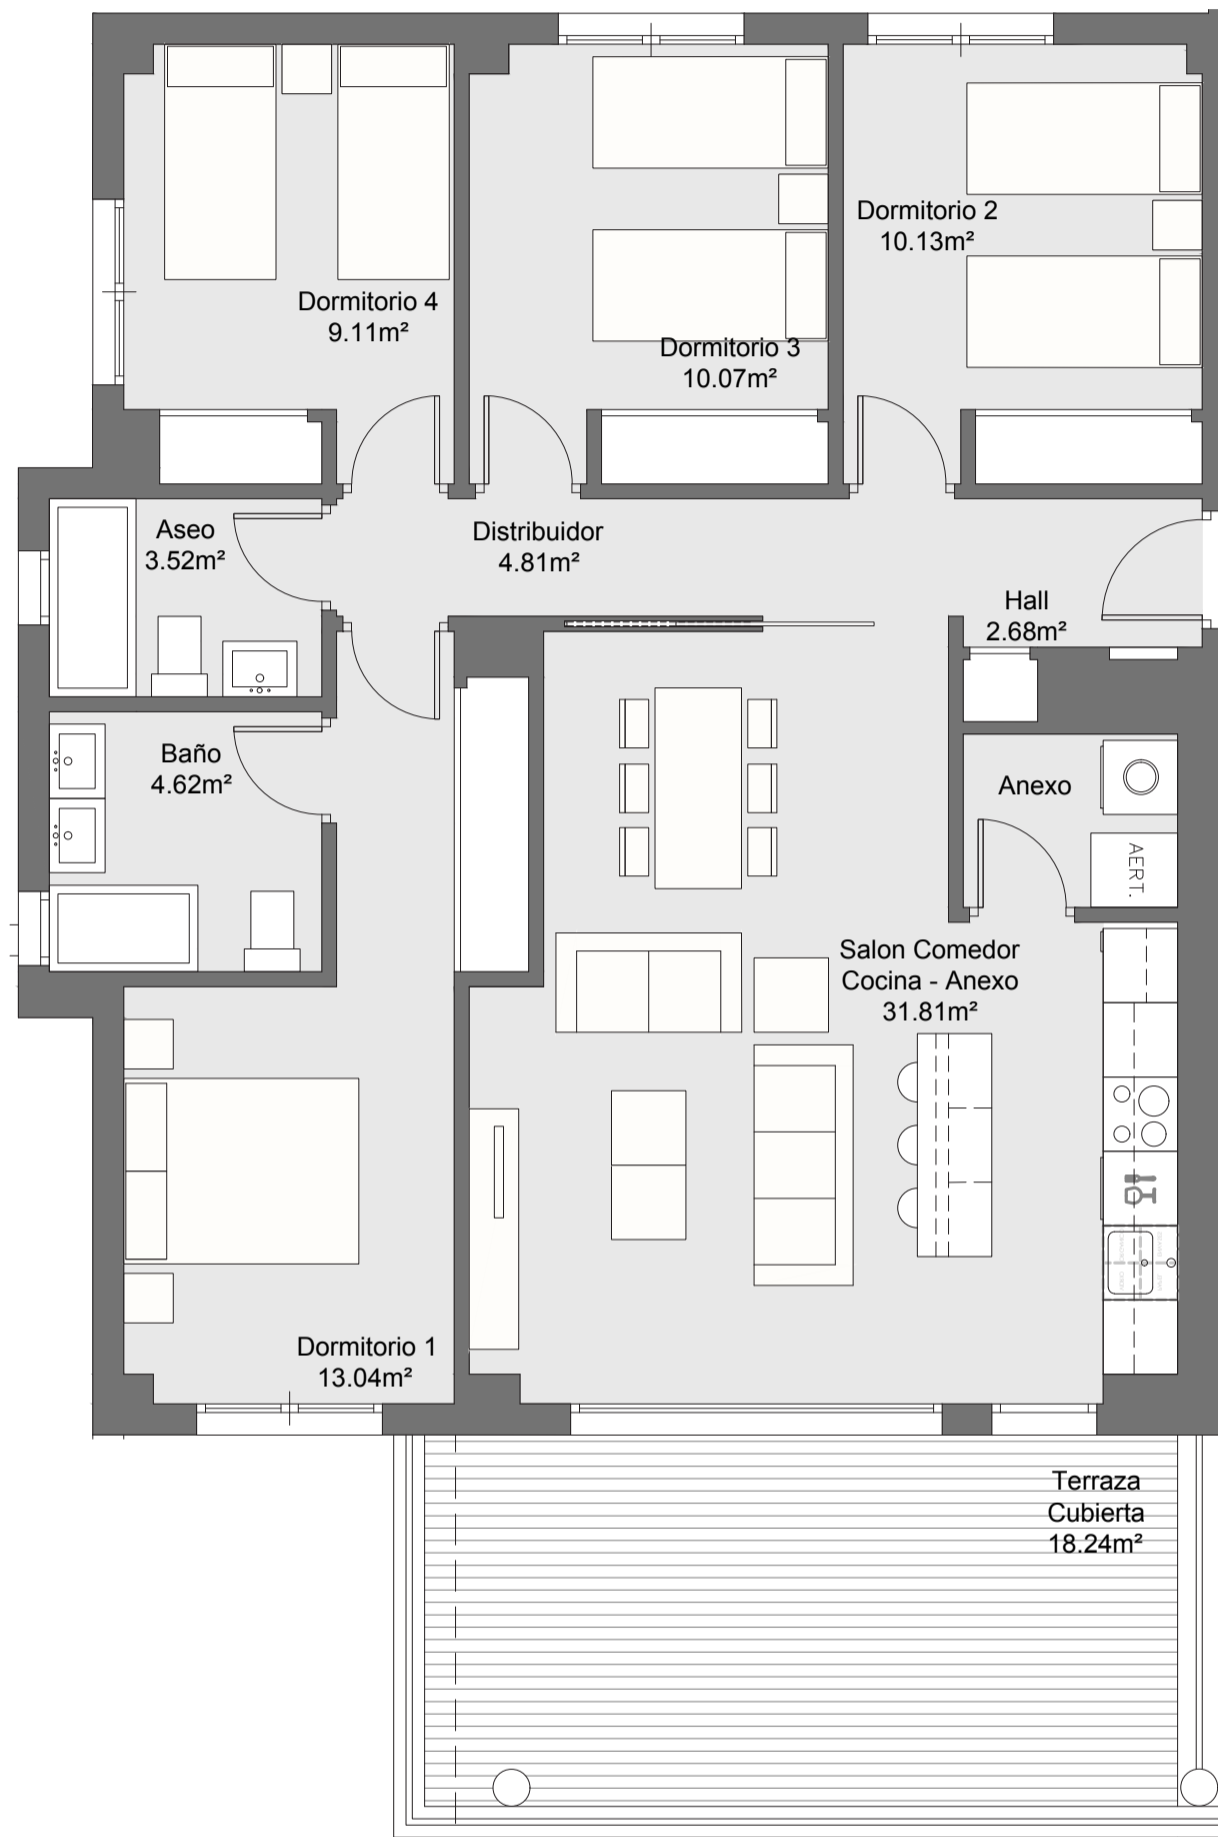 Dormitorio 2
10.13m²
Dormitorio 4
9.11m²
Dormitorio 3
10.07m²
Aseo
3.52m²
Distribuidor
4.81m²
Hall
2.68m²
Baño
4.62m²
Anexo
AERT.
Salon Comedor
Cocina - Anexo
31.81m²
Dormitorio 1
13.04m²
Terraza
Cubierta
18.24m²